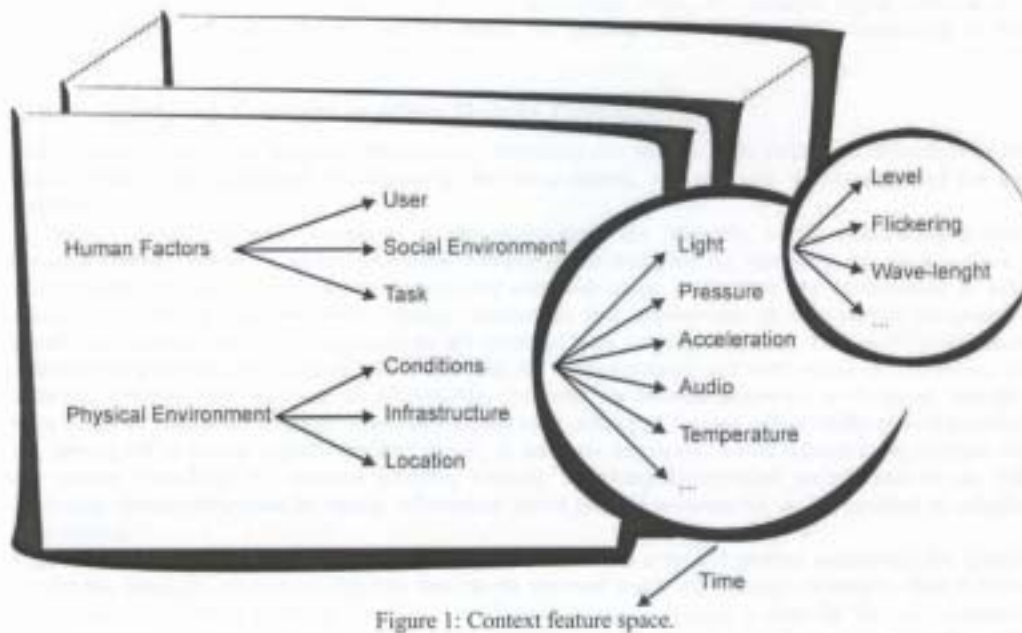 Human Factors
User
Social Environment
Task
Physical Environment
Conditions
Infrastructure
Location
Light
Pressure
Acceleration
Audio
Temperature
...
Level
Flickering
Wave-lenght
...
Time
Figure 1: Context feature space.